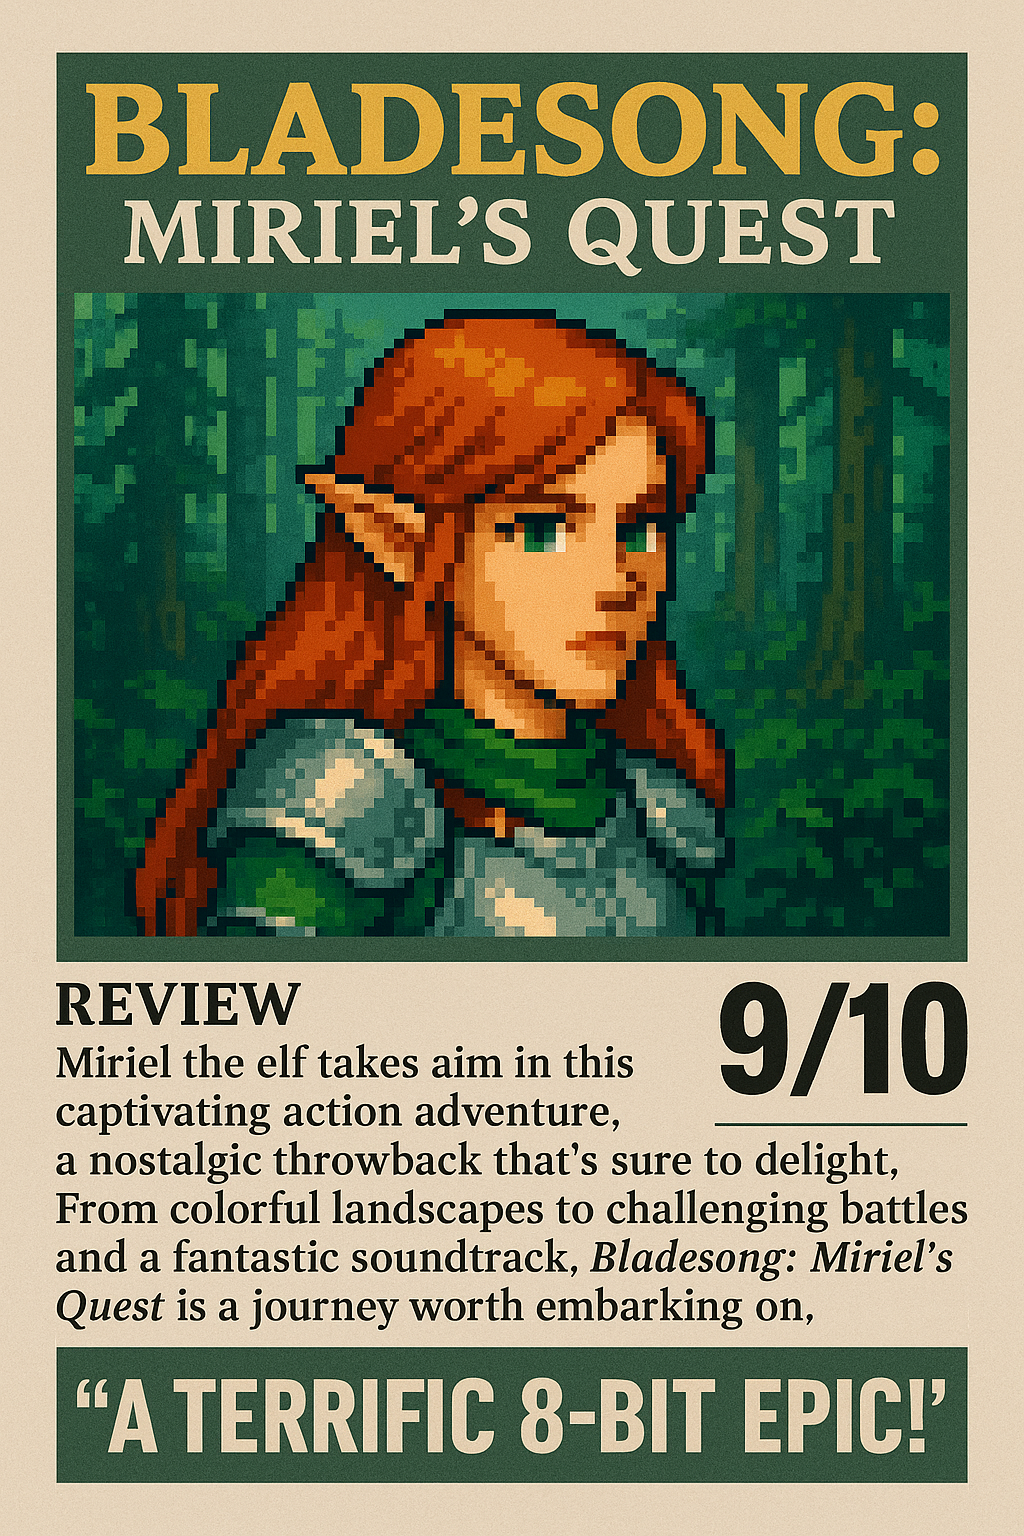 BLADESONG:
MIRIEL’S QUEST
REVIEW
9/10
Miriel the elf takes aim in this
captivating action adventure,
a nostalgic throwback that’s sure to delight,
From colorful landscapes to challenging battles
and a fantastic soundtrack, Bladesong: Miriel’s
Quest is a journey worth embarking on,
“A TERRIFIC 8-BIT EPIC!’